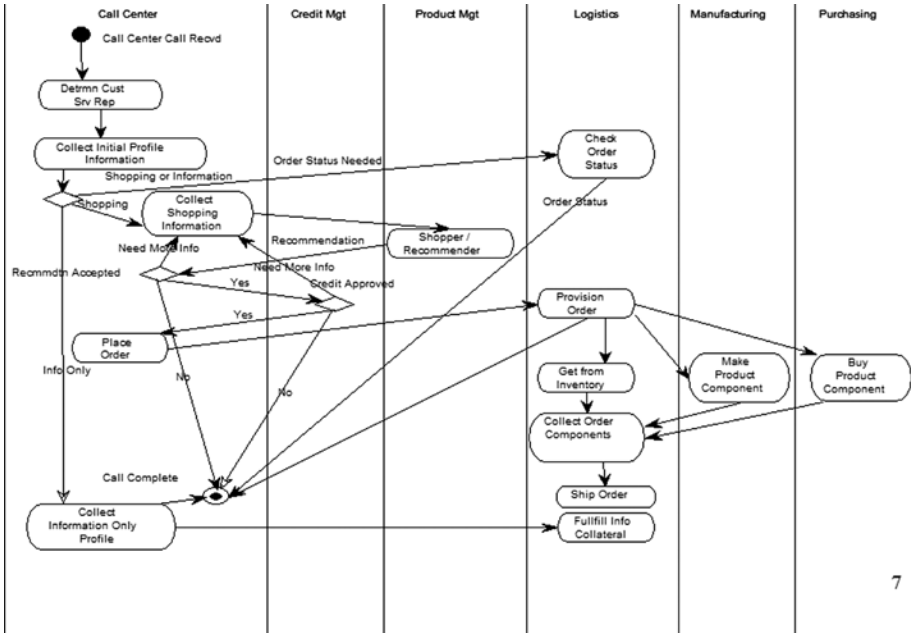 Call Center
Credit Mgt
Product Mgt
Logistics
Manufacturing
Purchasing
Call Center Call Recvd
Detrmn Cust
Srv Rep
Collect Initial Profile
Information
Check
Order
Status
Order Status Needed
Shopping or Information
Shopping
Collect
Shopping
Information
Order Status
Need More Info
Recommendation
Shopper /
Recommender
Need More Info
Recmmdtn Accepted
Yes
Credit Approved
Provision
Order
Yes
Place
Order
Info Only
No
No
Get from
Inventory
Make
Product
Component
Buy
Product
Component
Collect Order
Components
Call Complete
Ship Order
Collect
Information Only
Profile
Fullfill Info
Collateral
7